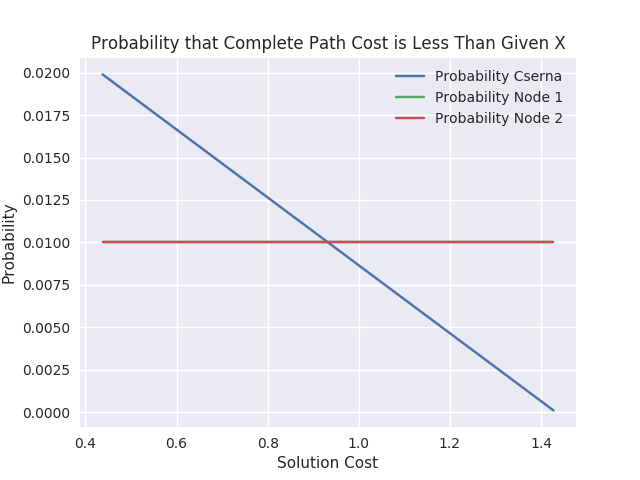 Probability that Complete Path Cost is Less Than Given X
Probability Cserna
Probability Node 1
Probability Node 2
0.0200
0.0175
0.0150
0.0125
0.0100
0.0075
0.0050
0.0025
0.0000
Probability
0.4 0.6 0.8 1.0 1.2 1.4
Solution Cost